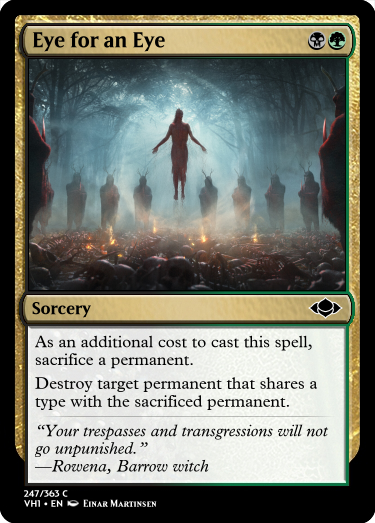 Eye for an Eye
Sorcery
As an additional cost to cast this spell,
sacrifice a permanent.
Destroy target permanent that shares a
type with the sacrificed permanent.
“Your trespasses and transgressions will not
go unpunished.”
—Rowena, Barrow witch
247/363 C
VH1 • EN Einar Martinsen